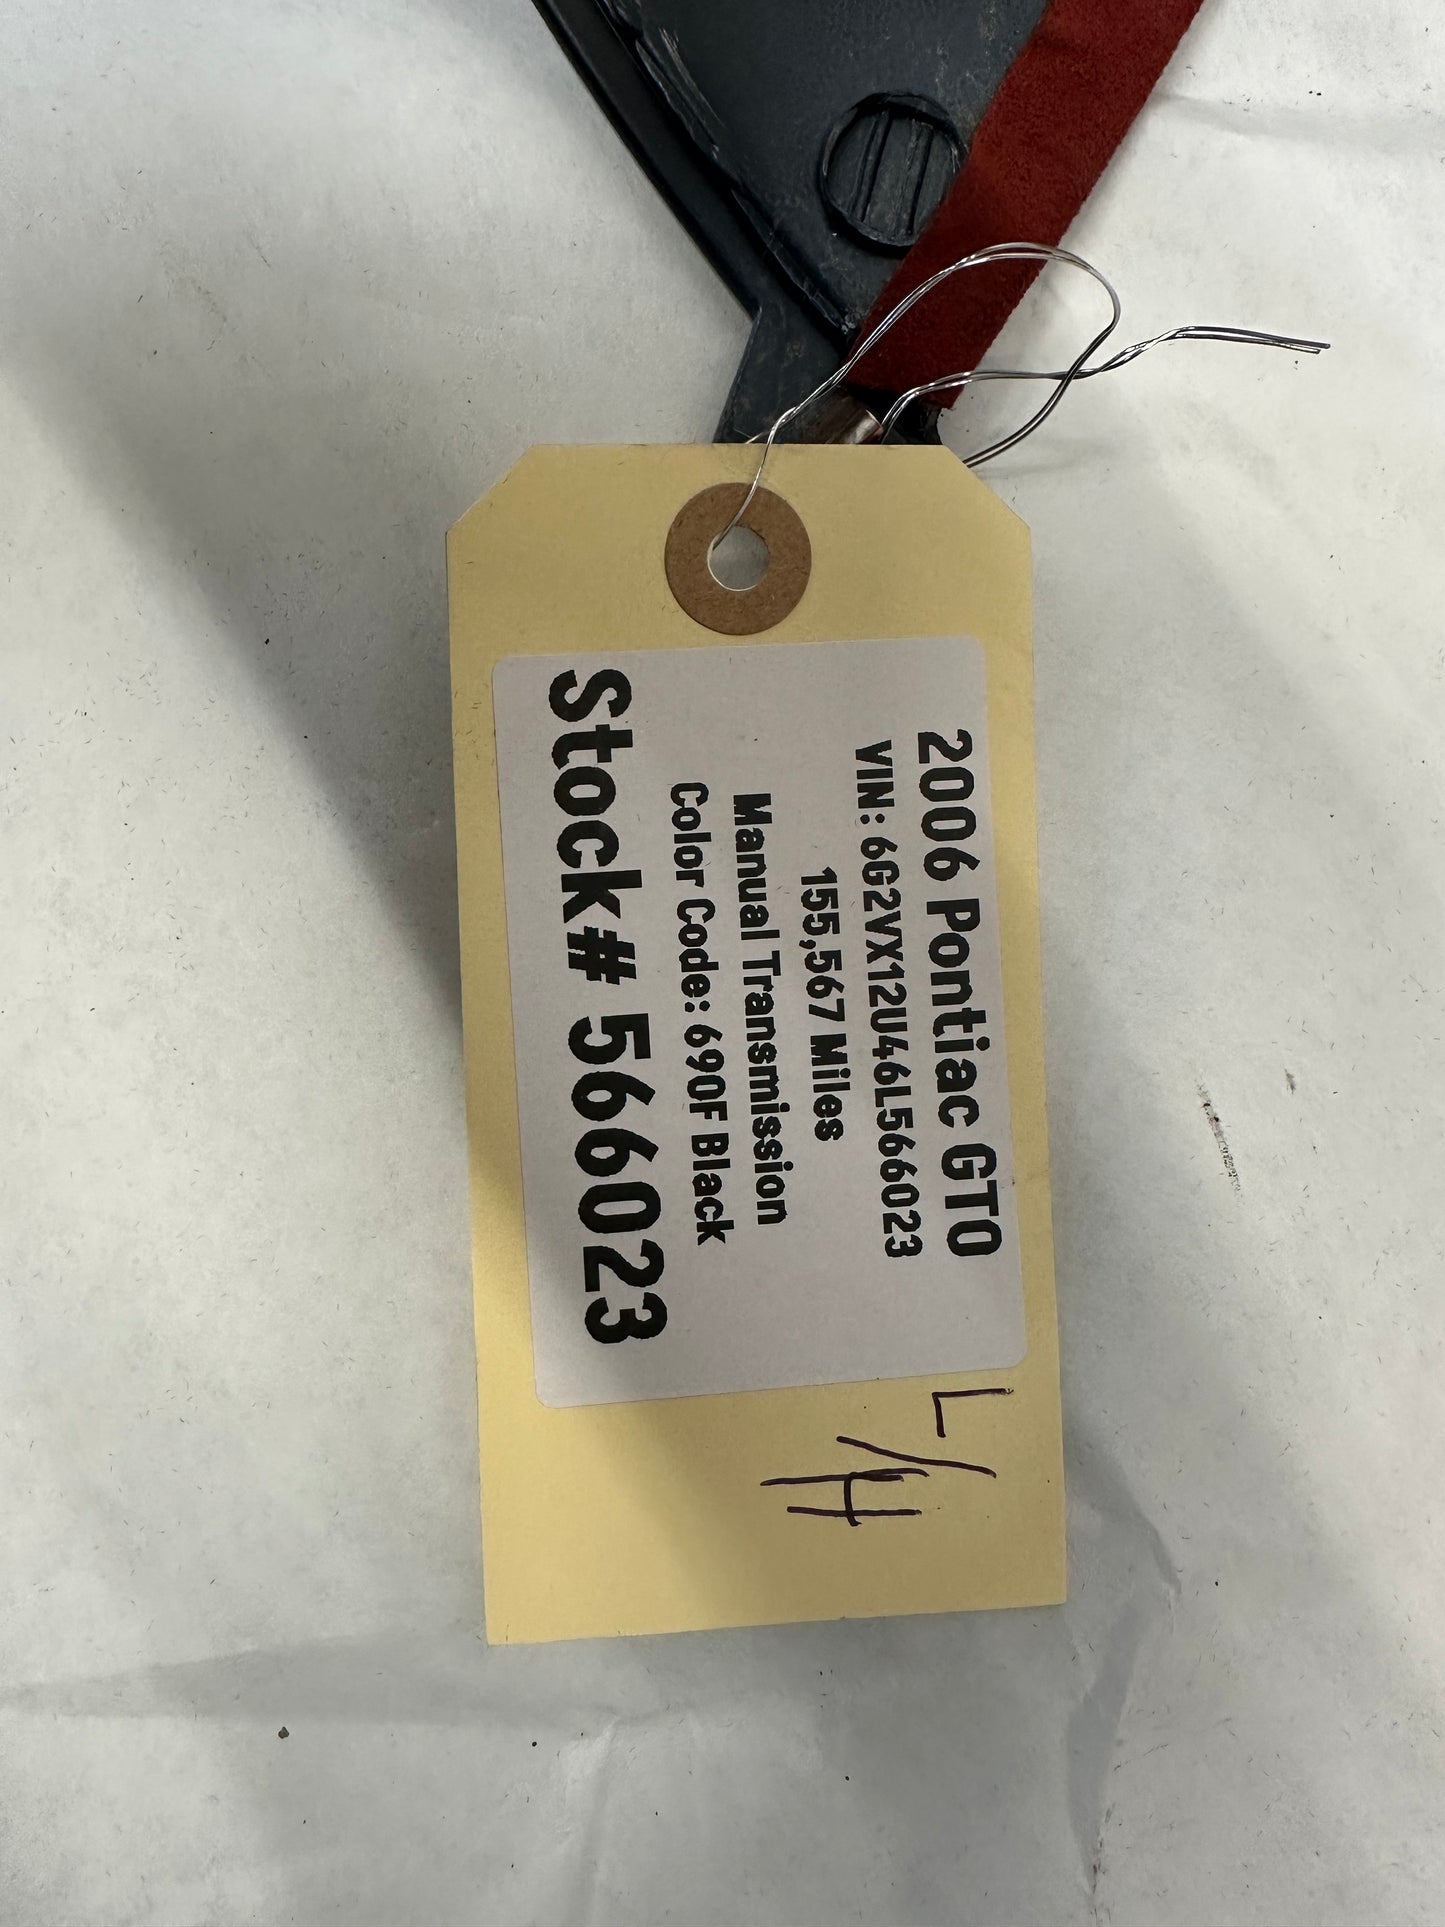 2006 Pontiac GTO
VIN: 6G2VX12U46L566023
155,567 Miles
Manual Transmission
Color Code: 690F Black
Stock# 566023
L/H